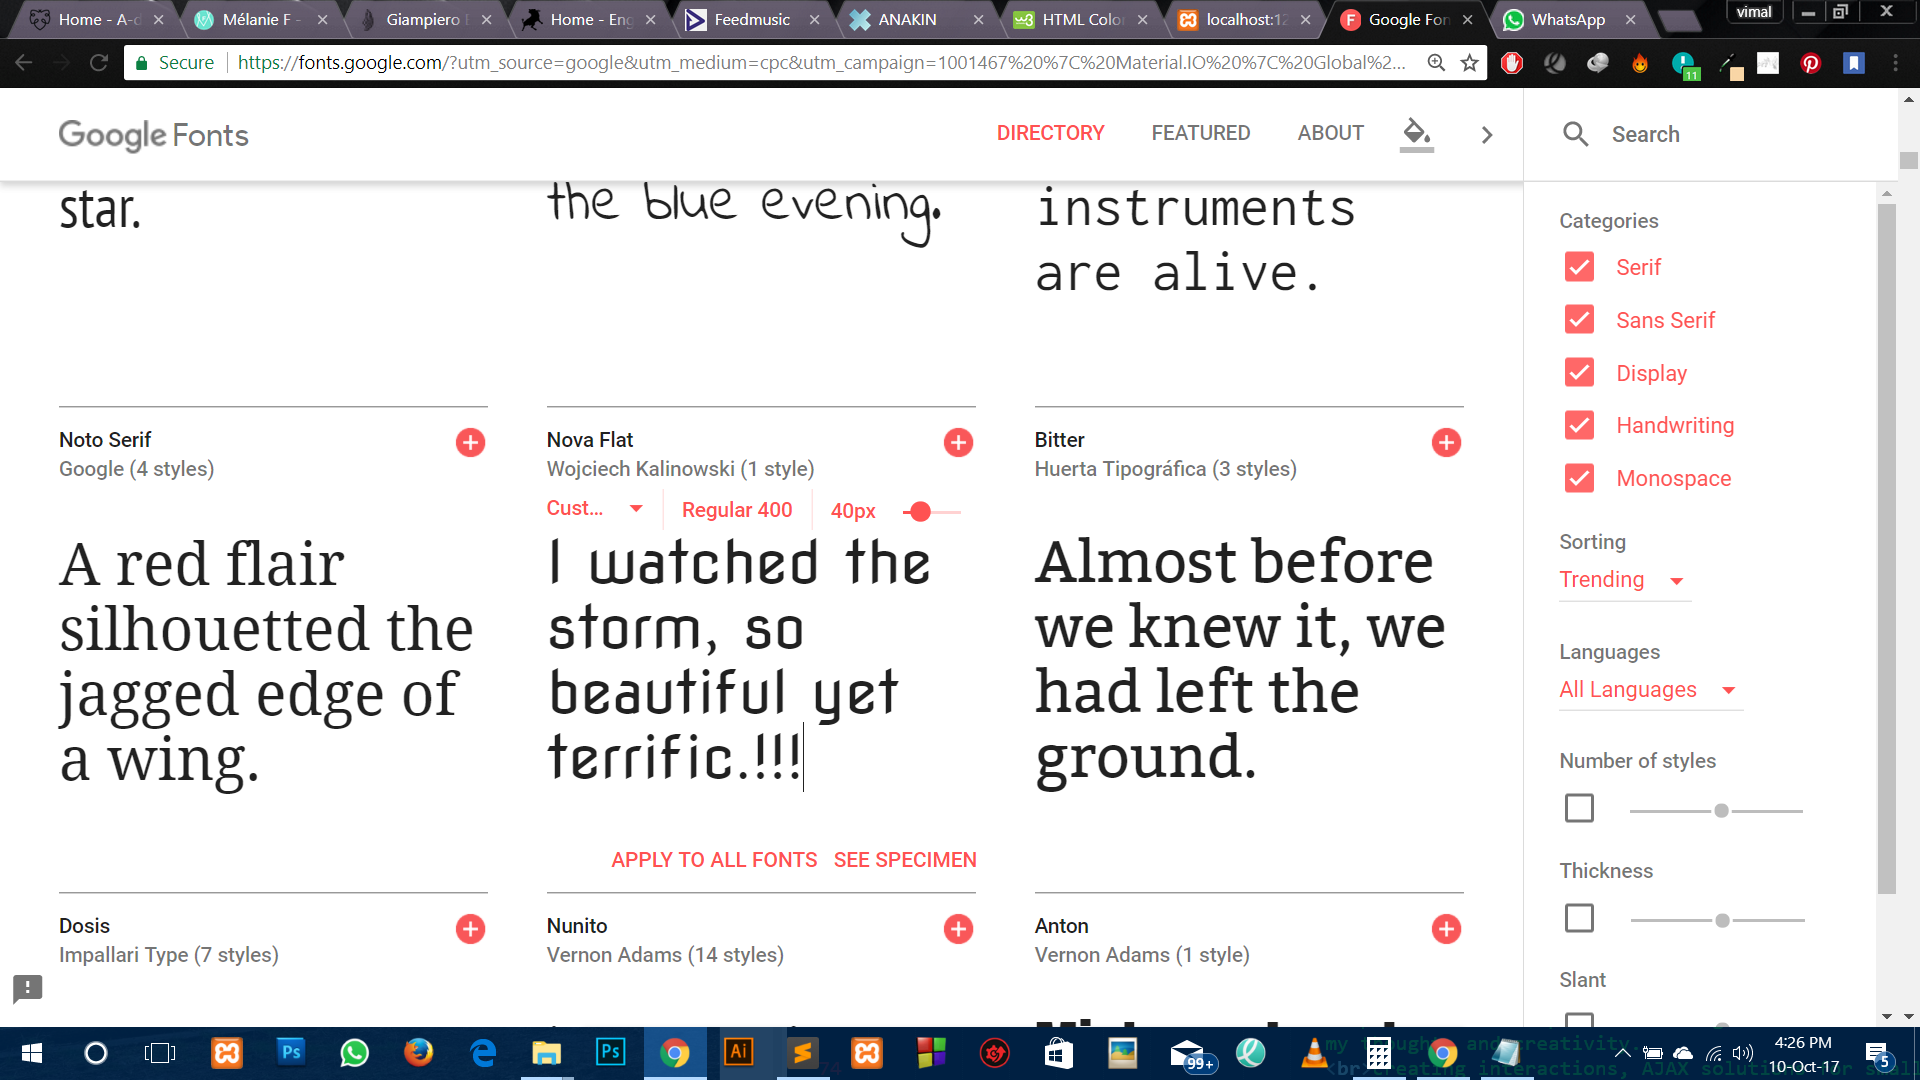 Home - A-d
Mélanie F -
Giampiero
Home - Eng
Feedmusic
ANAKIN
HTML Colo
localhost:12
Google Fon
WhatsApp
vimal
Secure
https://fonts.google.com/?utm_source=google&utm_medium=cpc&utm_campaign=1001467%20%7C%20Material.IO%20%7C%20Global%2...
11
Google Fonts
DIRECTORY
FEATURED
ABOUT
Search
star.
the blue evening.
instruments
are alive.
Noto Serif
Google (4 styles)
A red flair
silhouetted the
jagged edge of
a wing.
Nova Flat
Wojciech Kalinowski (1 style)
Cust...
Regular 400
40px
I watched the
storm, so
beautiful yet
terrific.!!!
APPLY TO ALL FONTS
SEE SPECIMEN
Bitter
Huerta Tipográfica (3 styles)
Almost before
we knew it, we
had left the
ground.
Dosis
Impallari Type (7 styles)
Nunito
Vernon Adams (14 styles)
Anton
Vernon Adams (1 style)
Categories
Serif
Sans Serif
Display
Handwriting
Monospace
Sorting
Trending
Languages
All Languages
Number of styles
Thickness
Slant
99+
4:26 PM
10-Oct-17
5